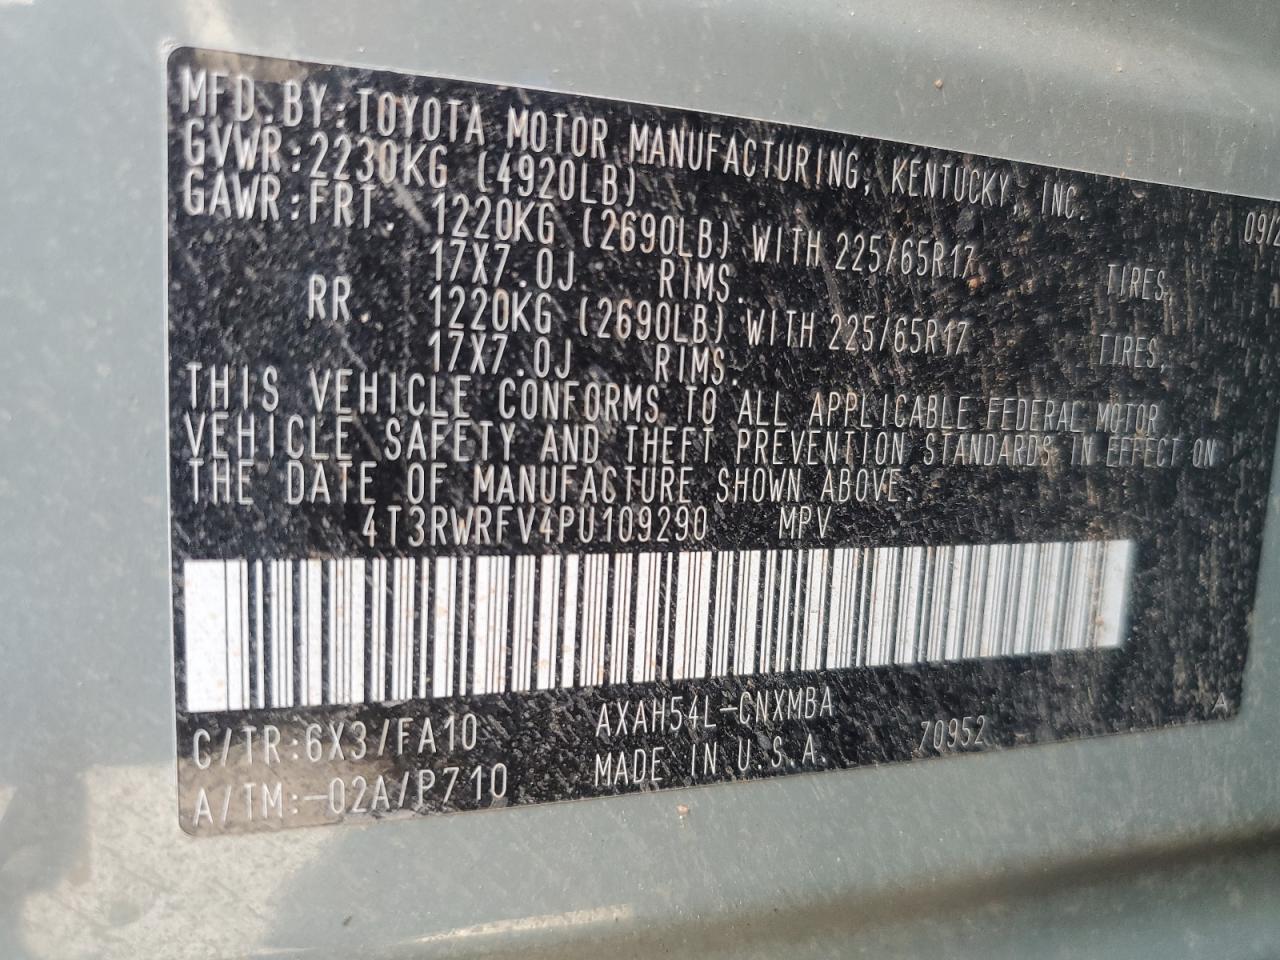 MFD.BY:TOYOTA MOTOR MANUFACTURING, KENTUCKY, INC.
GVWR:2230KG (4920LB)
09/2
GAWR:FRT. 1220KG (2690LB) WITH 225/65R17 TIRES,
17X7.0J RIMS.
RR. 1220KG (2690LB) WITH 225/65R17 TIRES,
17X7.0J RIMS.
THIS VEHICLE CONFORMS TO ALL APPLICABLE FEDERAL MOTOR
VEHICLE SAFETY AND THEFT PREVENTION STANDARDS IN EFFECT ON
THE DATE OF MANUFACTURE SHOWN ABOVE.
4T3RWRFV4PU109290 MPV
C/TR:6X3/FA10 AXAH54L-CNXMBA A
A/TM:-02A/P710 MADE IN U.S.A. 70952